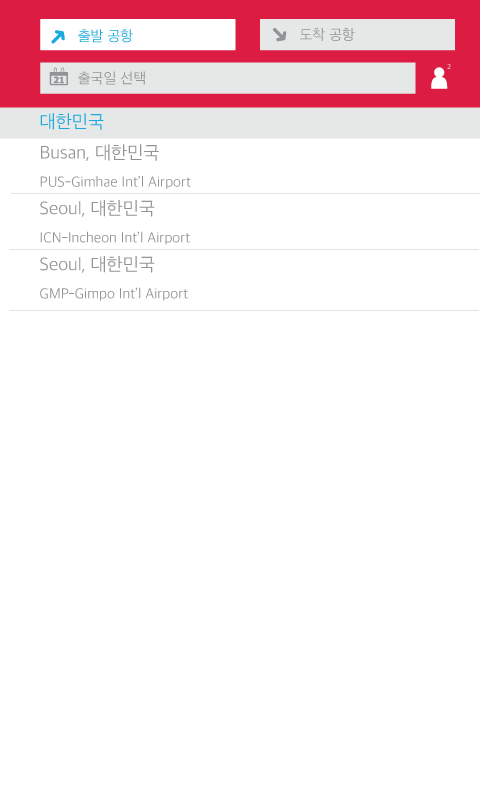 출발 공항
도착 공항
21 출국일 선택
2
대한민국
Busan, 대한민국
PUS-Gimhae Int'l Airport
Seoul, 대한민국
ICN-Incheon Int'l Airport
Seoul, 대한민국
GMP-Gimpo Int'l Airport